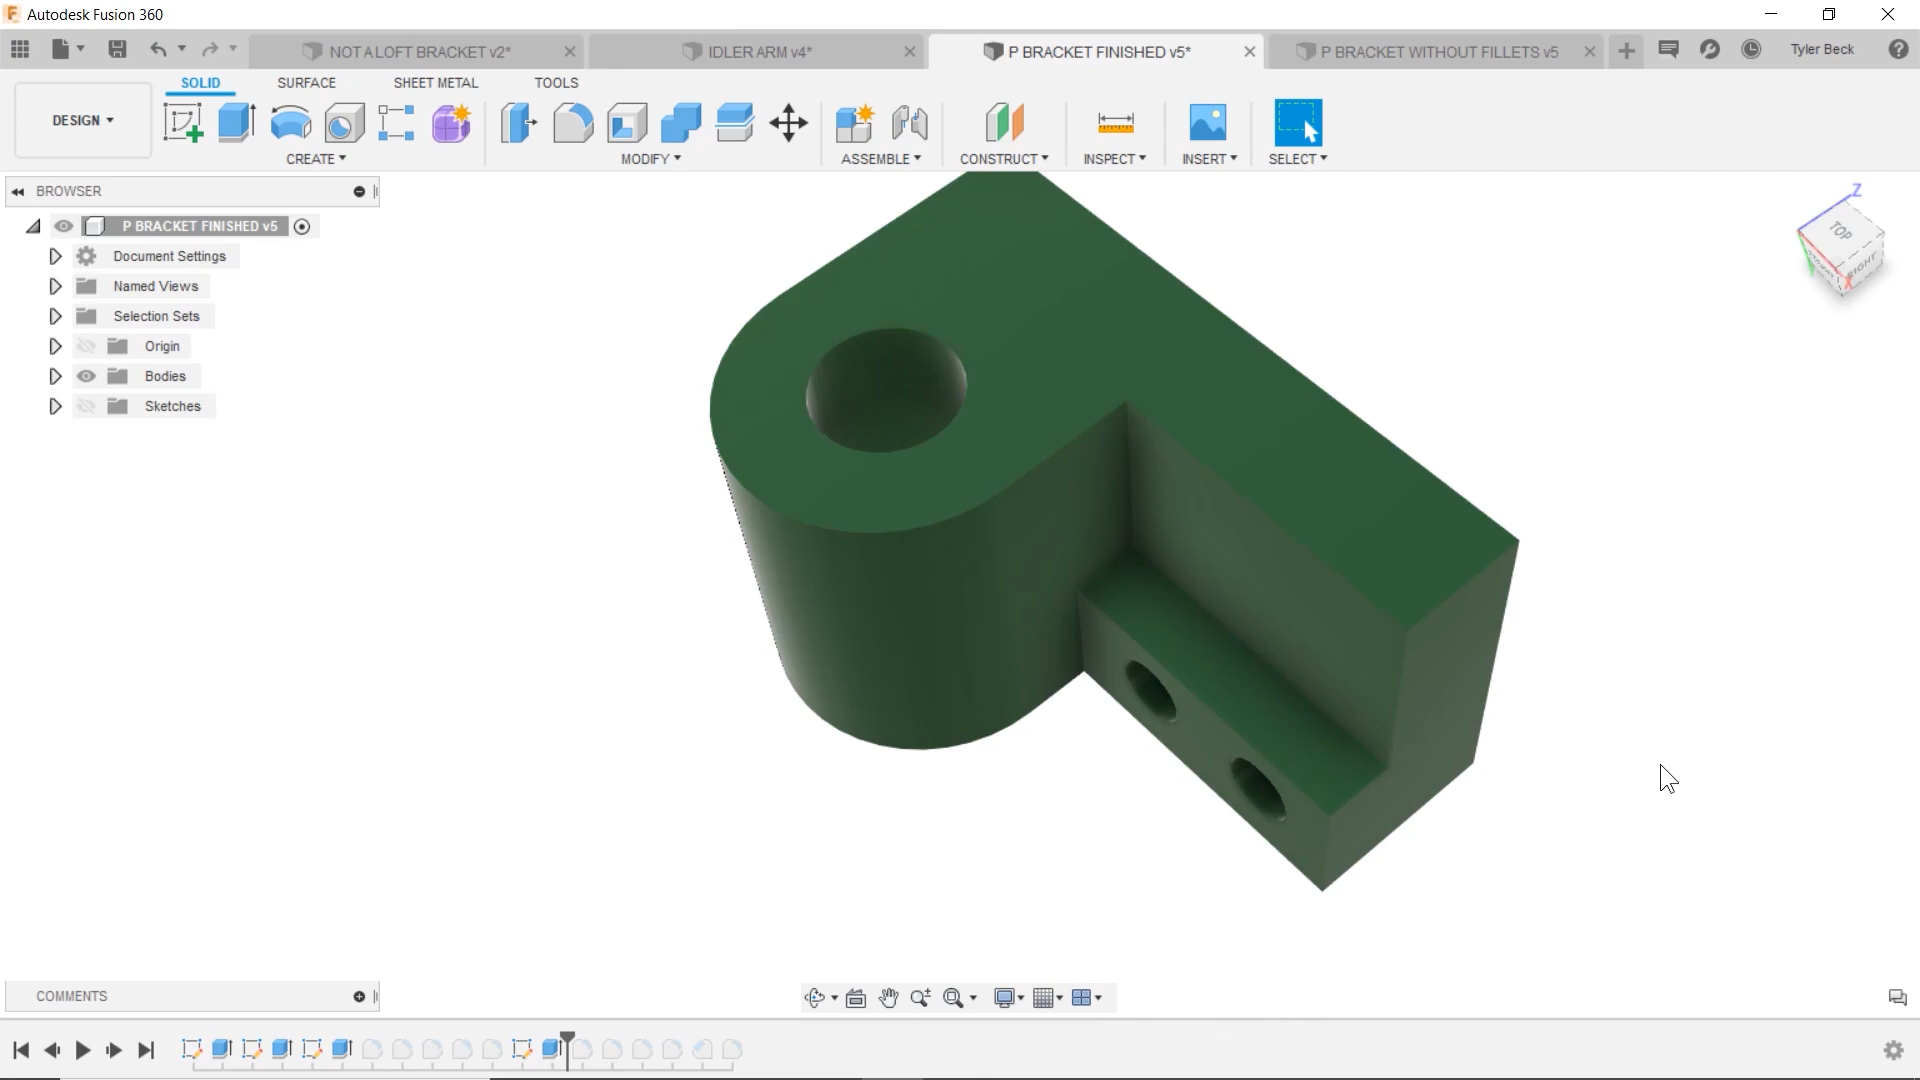 Autodesk Fusion 360
NOT A LOFT BRACKET v2*
IDLER ARM v4*
P BRACKET FINISHED v5*
P BRACKET WITHOUT FILLETS v5
Tyler Beck
SOLID
SURFACE
SHEET METAL
TOOLS
DESIGN
CREATE
MODIFY
ASSEMBLE
CONSTRUCT
INSPECT
INSERT
SELECT
BROWSER
P BRACKET FINISHED v5
Document Settings
Named Views
Selection Sets
Origin
Bodies
Sketches
Z
TOP
RIGHT
X
COMMENTS